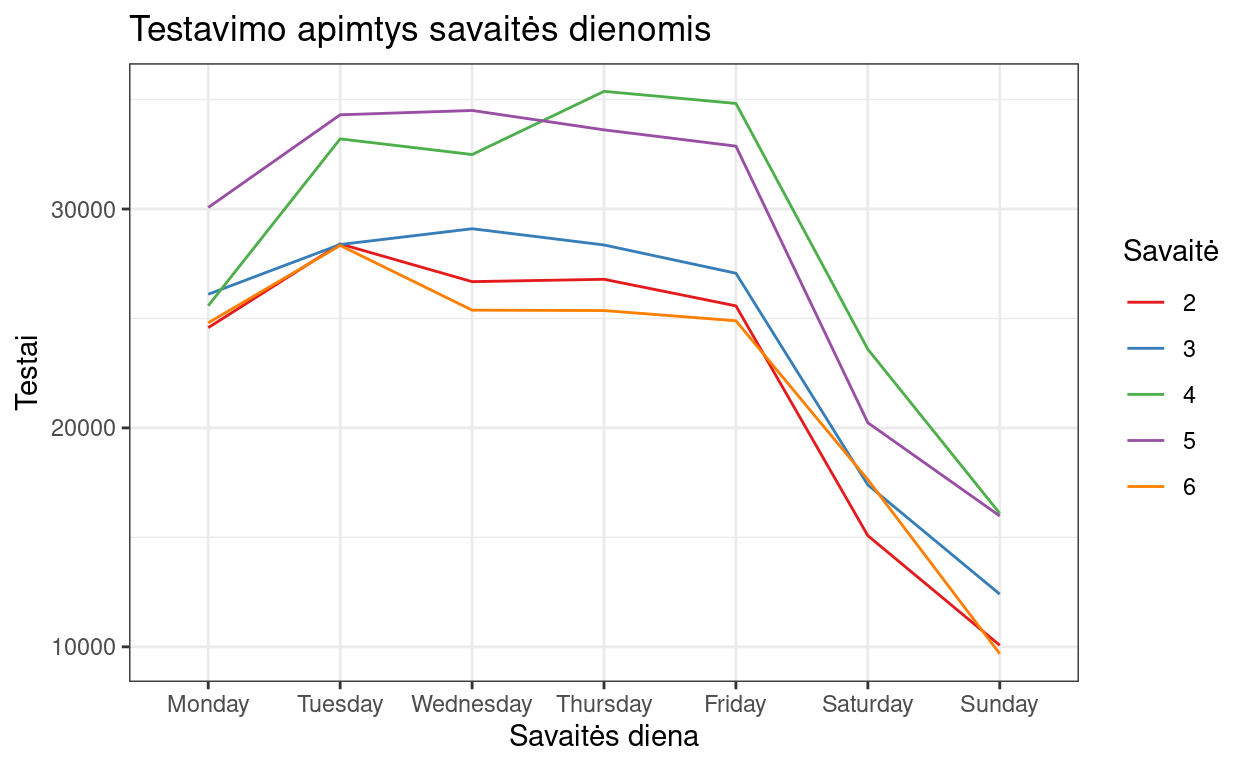 Testavimo apimtys savaitės dienomis
Testai
30000
20000
10000
Monday Tuesday Wednesday Thursday Friday Saturday Sunday
Savaitės diena
Savaitė
2
3
4
5
6